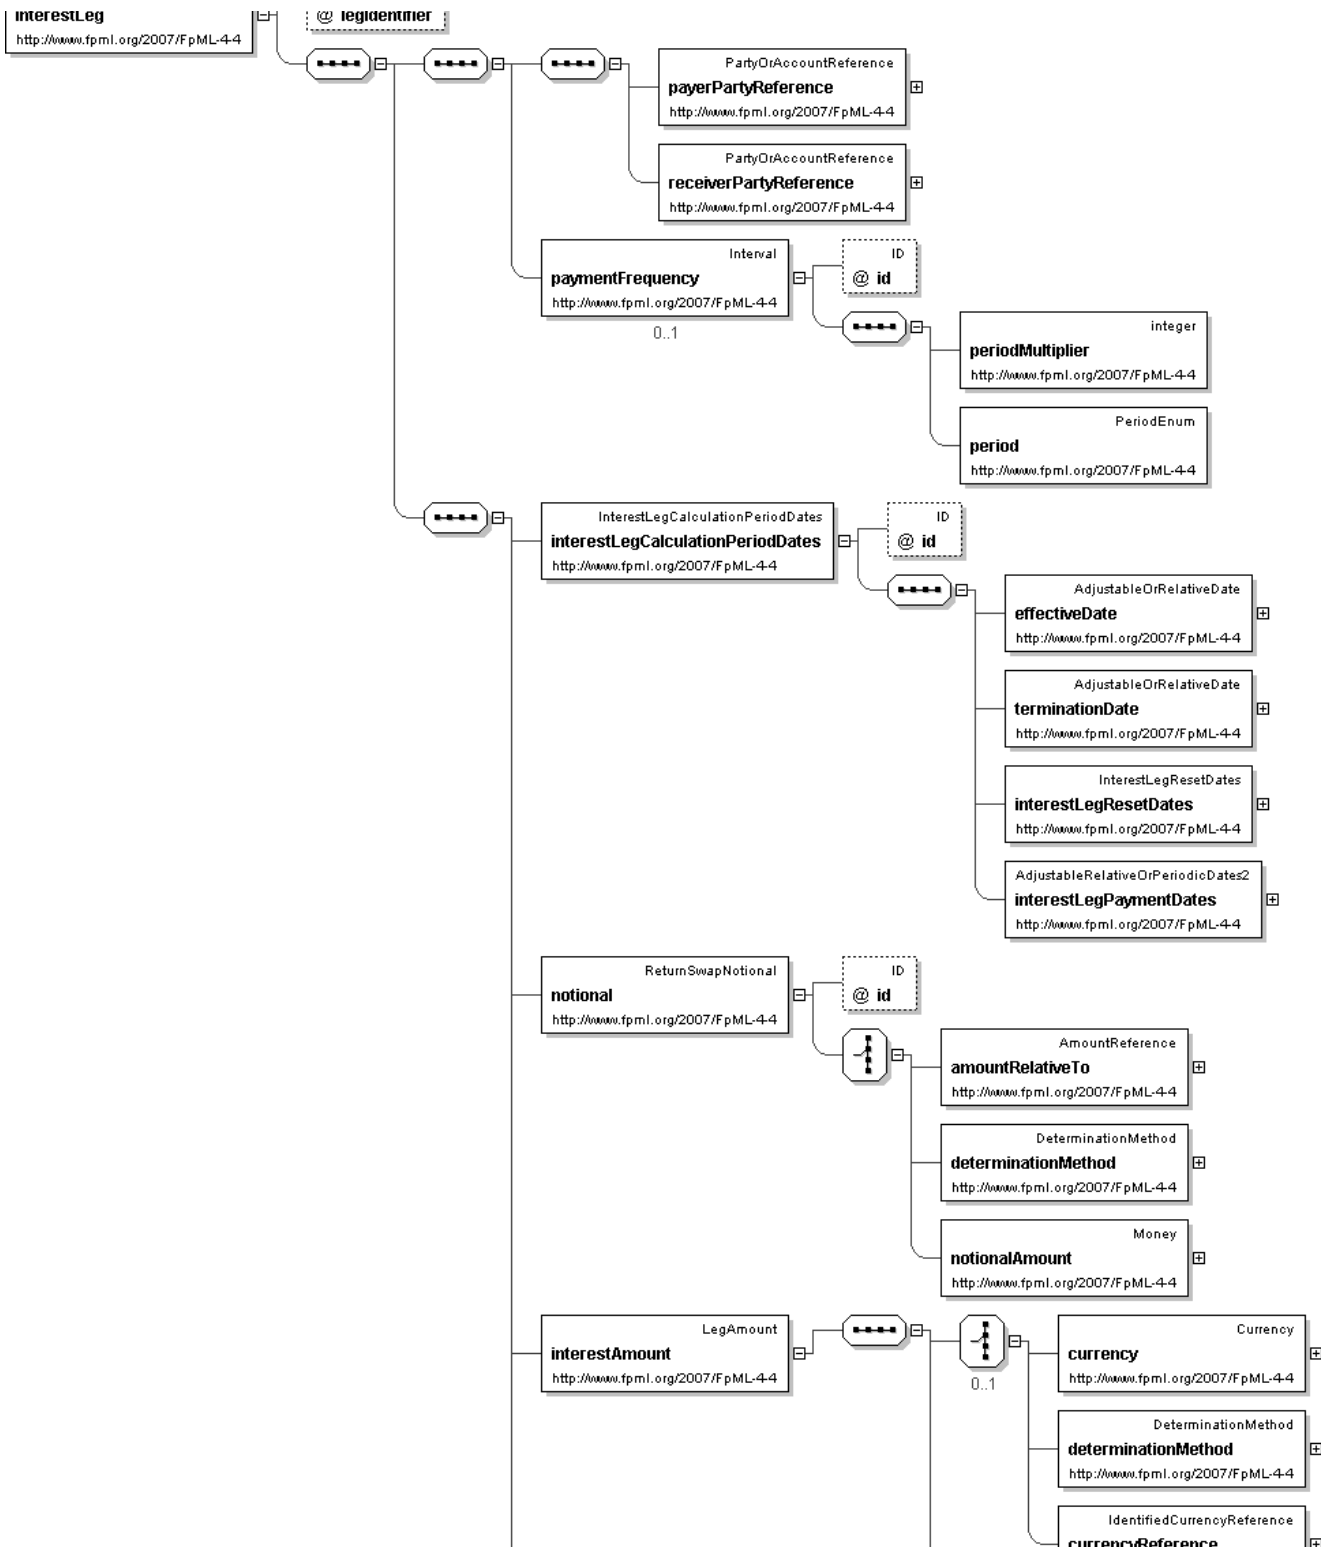 interestLeg
http://www.fpml.org/2007/FpML-4-4
@ legIdentifier
PartyOrAccountReference
payerPartyReference
http://www.fpml.org/2007/FpML-4-4
PartyOrAccountReference
receiverPartyReference
http://www.fpml.org/2007/FpML-4-4
Interval
paymentFrequency
http://www.fpml.org/2007/FpML-4-4
0..1
ID
@ id
integer
periodMultiplier
http://www.fpml.org/2007/FpML-4-4
PeriodEnum
period
http://www.fpml.org/2007/FpML-4-4
InterestLegCalculationPeriodDates
interestLegCalculationPeriodDates
http://www.fpml.org/2007/FpML-4-4
ID
@ id
AdjustableOrRelativeDate
effectiveDate
http://www.fpml.org/2007/FpML-4-4
AdjustableOrRelativeDate
terminationDate
http://www.fpml.org/2007/FpML-4-4
InterestLegResetDates
interestLegResetDates
http://www.fpml.org/2007/FpML-4-4
AdjustableRelativeOrPeriodicDates2
interestLegPaymentDates
http://www.fpml.org/2007/FpML-4-4
ReturnSwapNotional
notional
http://www.fpml.org/2007/FpML-4-4
ID
@ id
AmountReference
amountRelativeTo
http://www.fpml.org/2007/FpML-4-4
DeterminationMethod
determinationMethod
http://www.fpml.org/2007/FpML-4-4
Money
notionalAmount
http://www.fpml.org/2007/FpML-4-4
LegAmount
interestAmount
http://www.fpml.org/2007/FpML-4-4
0..1
Currency
currency
http://www.fpml.org/2007/FpML-4-4
DeterminationMethod
determinationMethod
http://www.fpml.org/2007/FpML-4-4
IdentifiedCurrencyReference
currencyReference